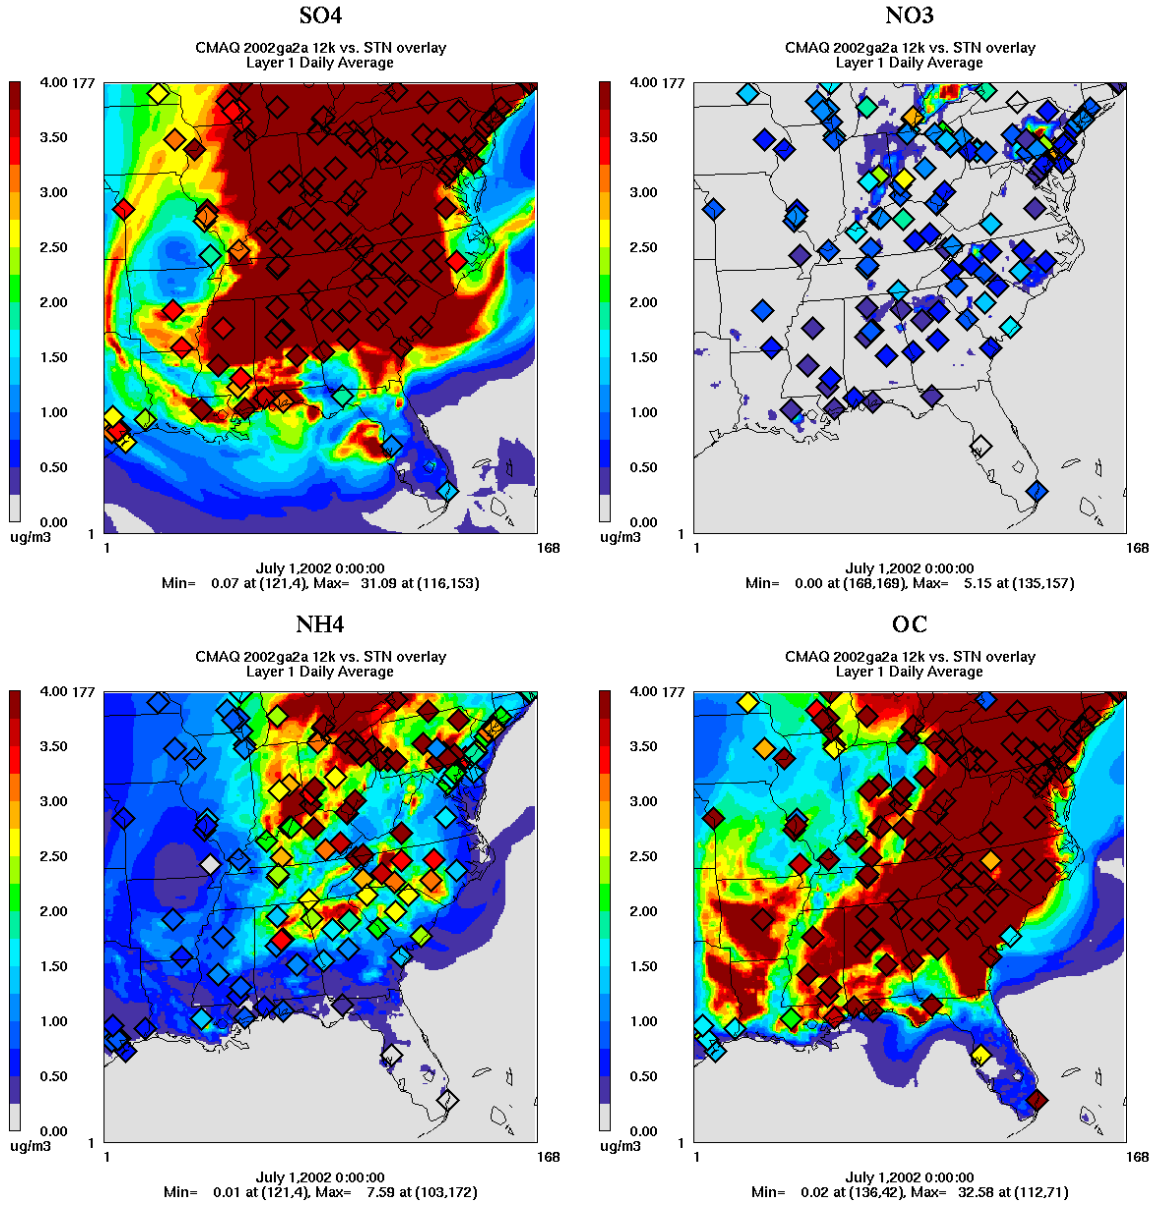 SO4
CMAQ 2002ga2a 12k vs. STN overlay
Layer 1 Daily Average
4.00 177
3.50
3.00
2.50
2.00
1.50
1.00
0.50
0.00
ug/m3
1
1 168
July 1,2002 0:00:00
Min= 0.07 at (121,4), Max= 31.09 at (116,153)
NO3
CMAQ 2002ga2a 12k vs. STN overlay
Layer 1 Daily Average
4.00 177
3.50
3.00
2.50
2.00
1.50
1.00
0.50
0.00
ug/m3
1
1 168
July 1,2002 0:00:00
Min= 0.00 at (168,169), Max= 5.15 at (135,157)
NH4
CMAQ 2002ga2a 12k vs. STN overlay
Layer 1 Daily Average
4.00 177
3.50
3.00
2.50
2.00
1.50
1.00
0.50
0.00
ug/m3
1
1 168
July 1,2002 0:00:00
Min= 0.01 at (121,4), Max= 7.59 at (103,172)
OC
CMAQ 2002ga2a 12k vs. STN overlay
Layer 1 Daily Average
4.00 177
3.50
3.00
2.50
2.00
1.50
1.00
0.50
0.00
ug/m3
1
1 168
July 1,2002 0:00:00
Min= 0.02 at (136,42), Max= 32.58 at (112,71)